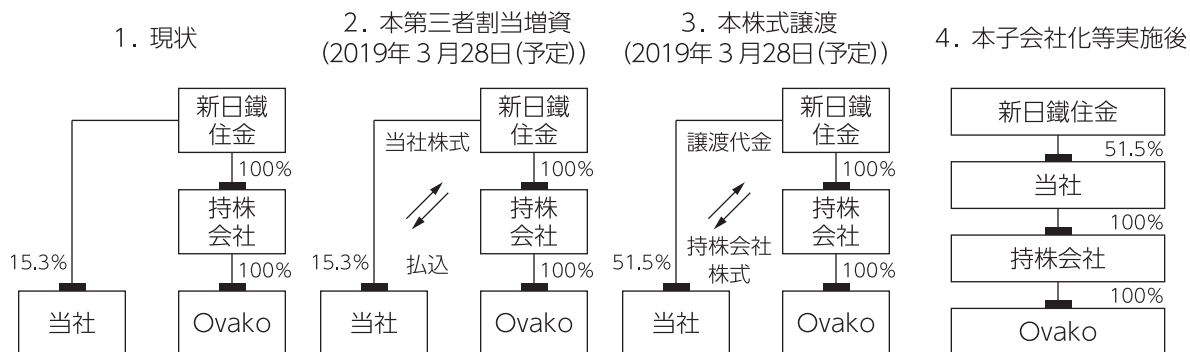 1. 現状
新日鐵
住金
100%
持株
会社
15.3%
100%
当社
Ovako
2. 本第三者割当増資
(2019年3月28日(予定))
新日鐵
住金
当社株式
100%
持株
会社
払込
15.3%
100%
当社
Ovako
3. 本株式譲渡
(2019年3月28日(予定))
新日鐵
住金
譲渡代金
100%
持株
会社
持株会社
株式
51.5%
100%
当社
Ovako
4. 本子会社化等実施後
新日鐵住金
51.5%
当社
100%
持株会社
100%
Ovako